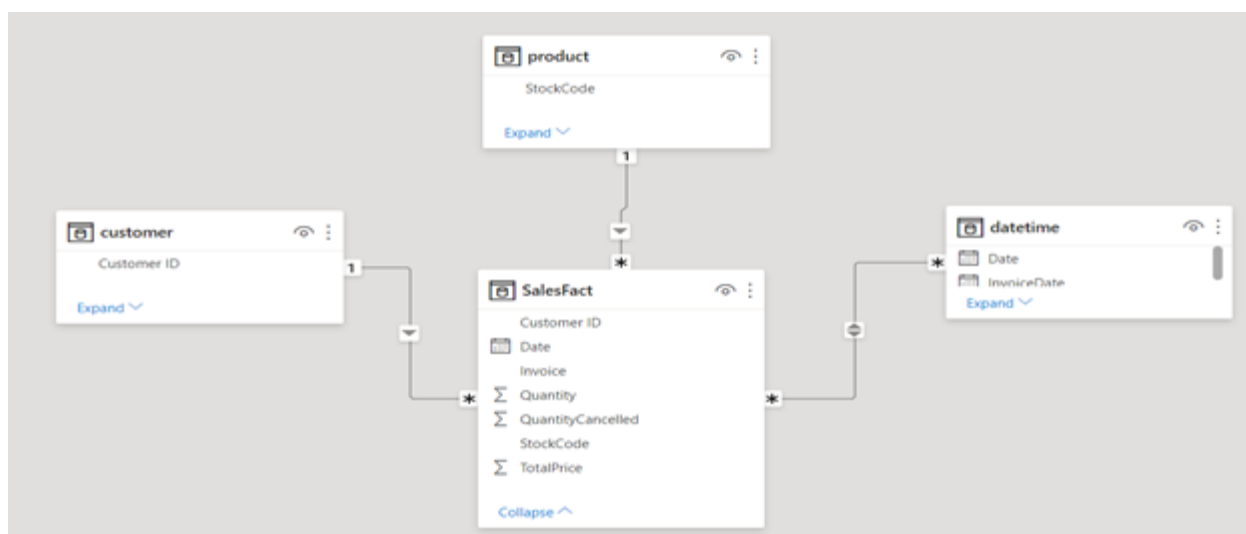 product
StockCode
Expand
1
*
customer
Customer ID
Expand
1
*
SalesFact
Customer ID
Date
Invoice
Σ Quantity
Σ QuantityCancelled
StockCode
Σ TotalPrice
Collapse
*
*
datetime
Date
InvoiceDate
Expand